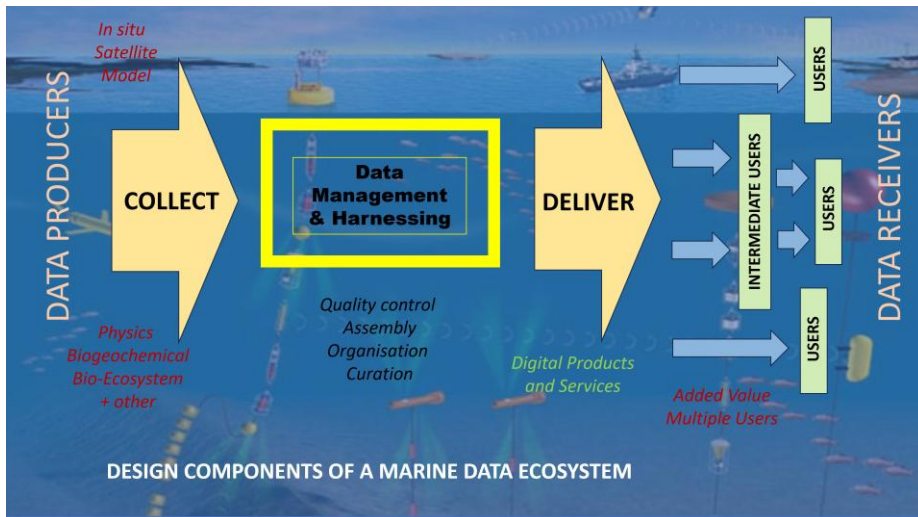 In situ
Satellite
Model
DATA PRODUCERS
COLLECT
Physics
Biogeochemical
Bio-Ecosystem
+ other
Data
Management
& Harnessing
Quality control
Assembly
Organisation
Curation
DELIVER
Digital Products
and Services
INTERMEDIATE USERS
USERS
USERS
USERS
Added Value
Multiple Users
DATA RECEIVERS
DESIGN COMPONENTS OF A MARINE DATA ECOSYSTEM